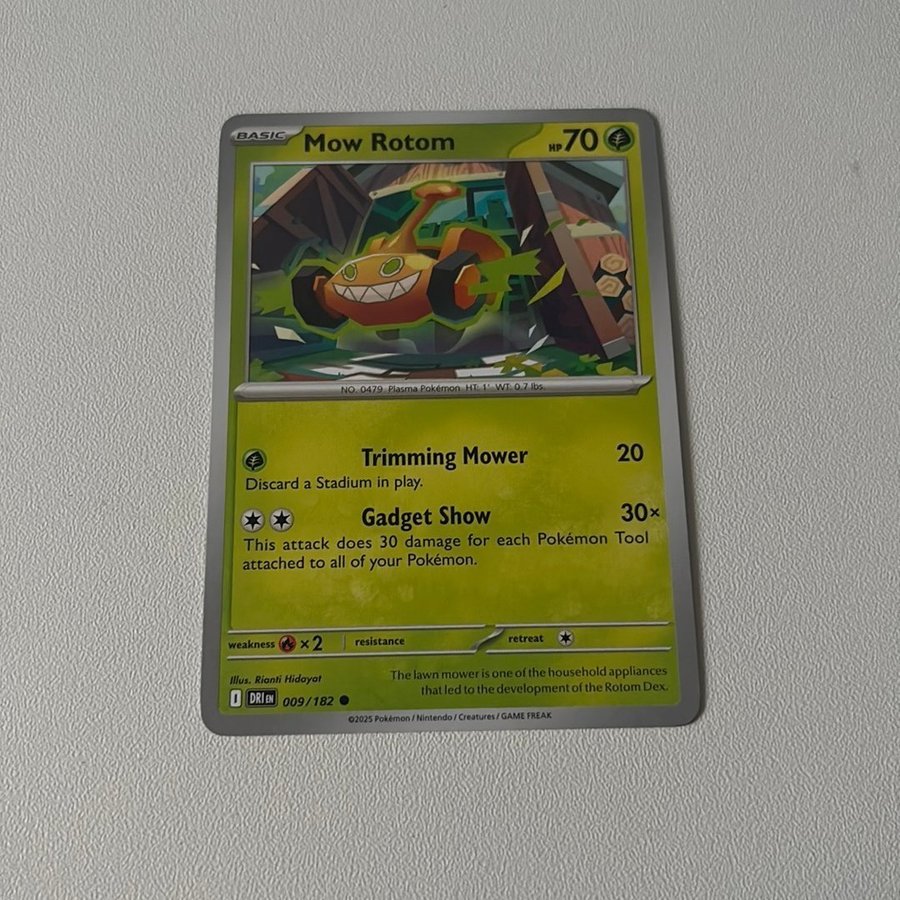 BASIC Mow Rotom HP 70
NO. 0479 Plasma Pokémon HT: 1' WT: 0.7 lbs.
Trimming Mower 20
Discard a Stadium in play.
Gadget Show 30×
This attack does 30 damage for each Pokémon Tool
attached to all of your Pokémon.
weakness ×2 resistance retreat
Illus. Rianti Hidayat
The lawn mower is one of the household appliances
that led to the development of the Rotom Dex.
I DRI EN 009/182
©2025 Pokémon / Nintendo / Creatures / GAME FREAK